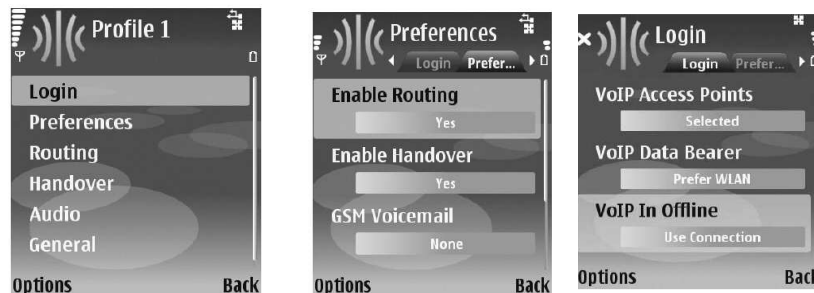 Profile 1
Login
Preferences
Routing
Handover
Audio
General
Options Back
Preferences
Login Prefer...
Enable Routing
Yes
Enable Handover
Yes
GSM Voicemail
None
Options Back
Login
Login Prefer...
VoIP Access Points
Selected
VoIP Data Bearer
Prefer WLAN
VoIP In Offline
Use Connection
Options Back